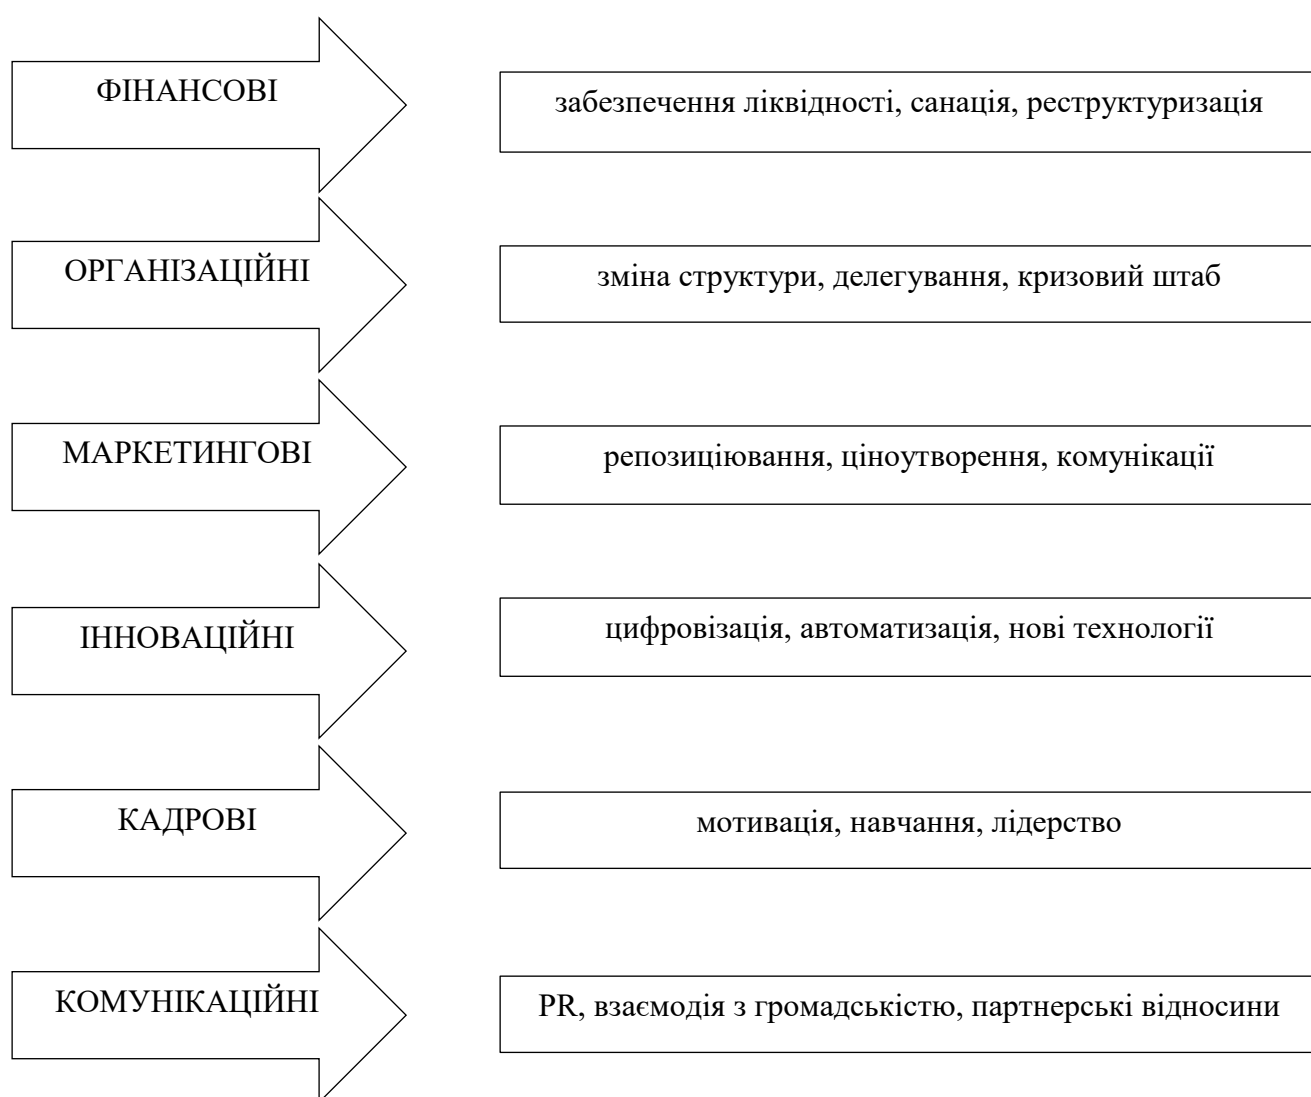 ФІНАНСОВІ
забезпечення ліквідності, санація, реструктуризація
ОРГАНІЗАЦІЙНІ
зміна структури, делегування, кризовий штаб
МАРКЕТИНГОВІ
репозиціювання, ціноутворення, комунікації
ІННОВАЦІЙНІ
цифровізація, автоматизація, нові технології
КАДРОВІ
мотивація, навчання, лідерство
КОМУНІКАЦІЙНІ
PR, взаємодія з громадськістю, партнерські відносини